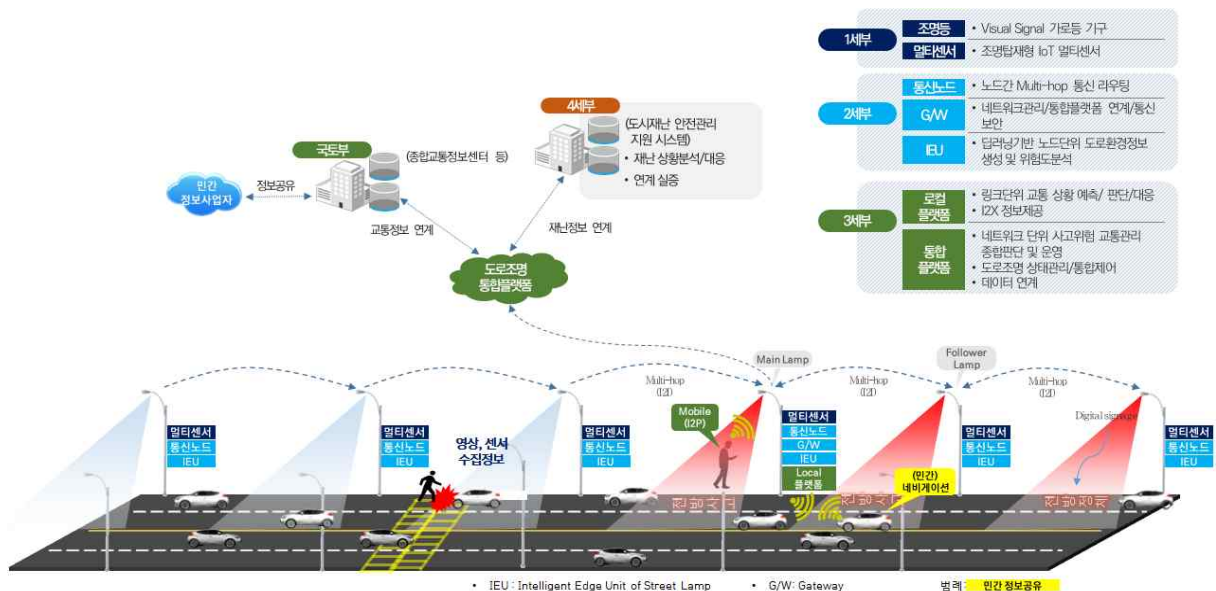 1세부
조명등
• Visual Signal 가로등 기구
멀티센서
• 조명탑재형 IoT 멀티센서
2세부
통신노드
• 노드간 Multi-hop 통신 라우팅
G/W
• 네트워크관리/통합플랫폼 연계/통신
보안
IEU
• 딥러닝기반 노드단위 도로환경정보
생성 및 위험도분석
3세부
로컬
플랫폼
• 링크단위 교통 상황 예측/ 판단/대응
• I2X 정보제공
통합
플랫폼
• 네트워크 단위 사고위험 교통관리
종합판단 및 운영
• 도로조명 상태관리/통합제어
• 데이터 연계
4세부
(도시재난 안전관리
지원 시스템)
• 재난 상황분석/대응
• 연계 실증
국토부
(종합교통정보센터 등)
민간
정보사업자
정보공유
교통정보 연계
재난정보 연계
도로조명
통합플랫폼
Main Lamp
Follower
Lamp
Multi-hop
(I2I)
Multi-hop
(I2I)
Multi-hop
(I2I)
Digital signage
Mobile
(I2P)
멀티센서
통신노드
IEU
멀티센서
통신노드
IEU
영상, 센서
수집정보
멀티센서
통신노드
G/W
IEU
Local
플랫폼
멀티센서
통신노드
IEU
멀티센서
통신노드
IEU
(민간)
네비게이션
전방사고
전방사고
전방정체
• IEU : Intelligent Edge Unit of Street Lamp
• G/W: Gateway
범례:
민간 정보공유